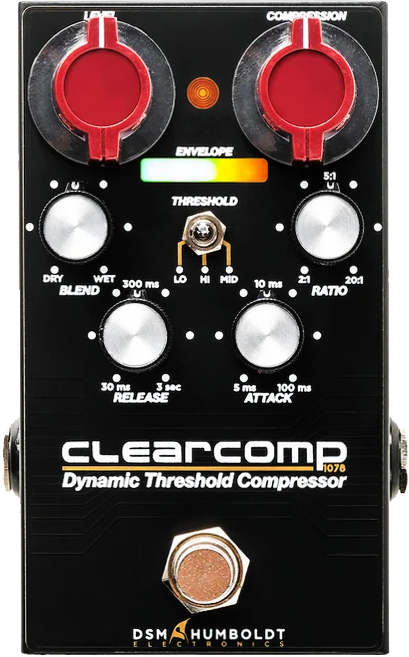 LEVEL COMPRESSION
ENVELOPE
THRESHOLD
5:1
LO HI MID
DRY WET
BLEND
2:1 20:1
RATIO
300 ms
10 ms
30 ms 3 sec
RELEASE
5 ms 100 ms
ATTACK
clearcomp
1078
Dynamic Threshold Compressor
DSM HUMBOLDT
ELECTRONICS